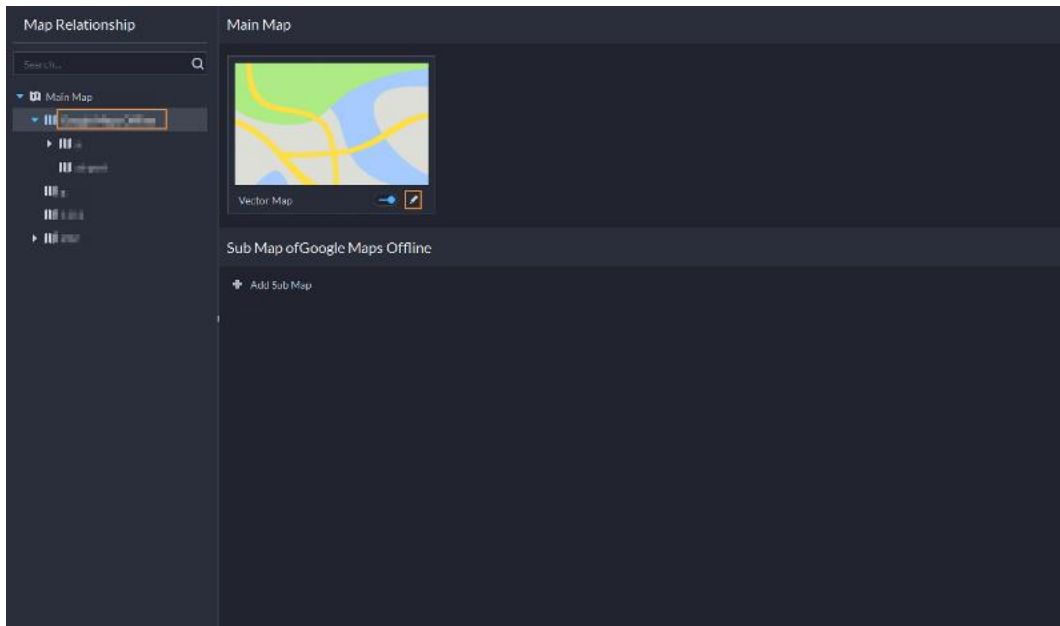 Map Relationship
Search...
Main Map
Main Map
Vector Map
Sub Map ofGoogle Maps Offline
Add Sub Map